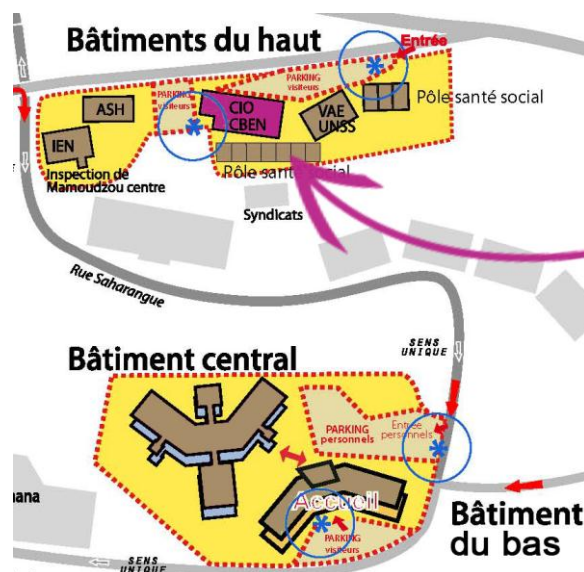 Bâtiments du haut
Entrée
PARKING
visiteurs
PARKING
visiteurs
ASH
CIO
CBEN
VAE
UNSS
Pôle santé social
IEN
Inspection de
Mamoudzou centre
Pôle santé social
Syndicats
Rue Saharangue
SENS
UNIQUE
Bâtiment central
PARKING
personnels
Entrée
personnels
Accueil
PARKING
visiteurs
Bâtiment
du bas
SENS
UNIQUE